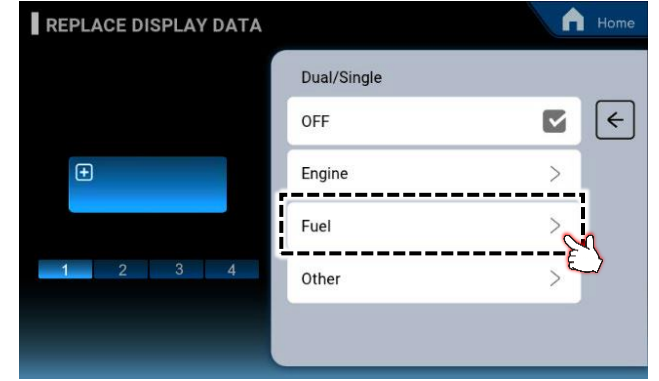 REPLACE DISPLAY DATA
Home
Dual/Single
OFF
Engine
Fuel
Other
1 2 3 4